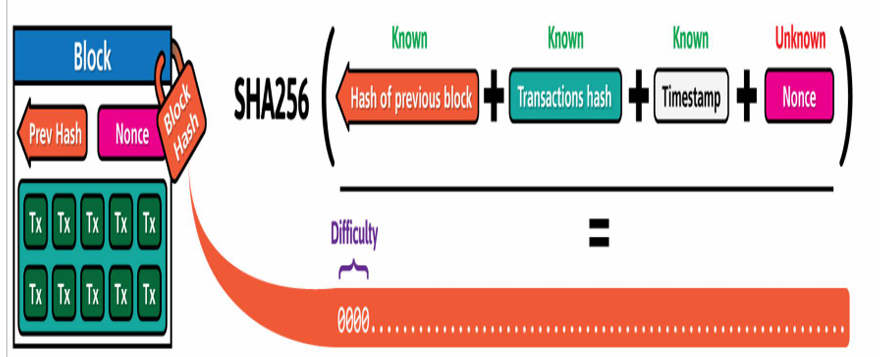 Block
Block Hash
Prev Hash Nonce
Tx Tx Tx Tx Tx
Tx Tx Tx Tx Tx
Known Known Known Unknown
SHA256 ( Hash of previous block + Transactions hash + Timestamp + Nonce )
Difficulty =
0000................................................